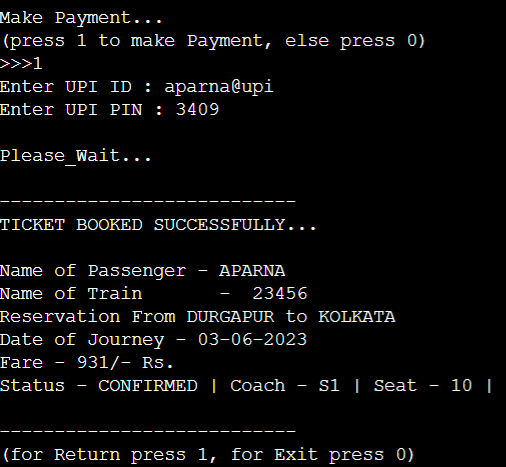 Make Payment...
(press 1 to make Payment, else press 0)
>>>1
Enter UPI ID : aparna@upi
Enter UPI PIN : 3409
Please_Wait...
---------------------------
TICKET BOOKED SUCCESSFULLY...
Name of Passenger - APARNA
Name of Train       -  23456
Reservation From DURGAPUR to KOLKATA
Date of Journey - 03-06-2023
Fare - 931/- Rs.
Status - CONFIRMED | Coach - S1 | Seat - 10 |
---------------------------
(for Return press 1, for Exit press 0)